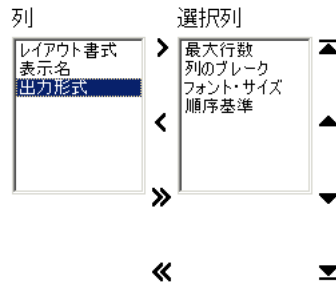 列
レイアウト書式
表示名
出力形式
選択列
最大行数
列のブレーク
フォント・サイズ
順序基準